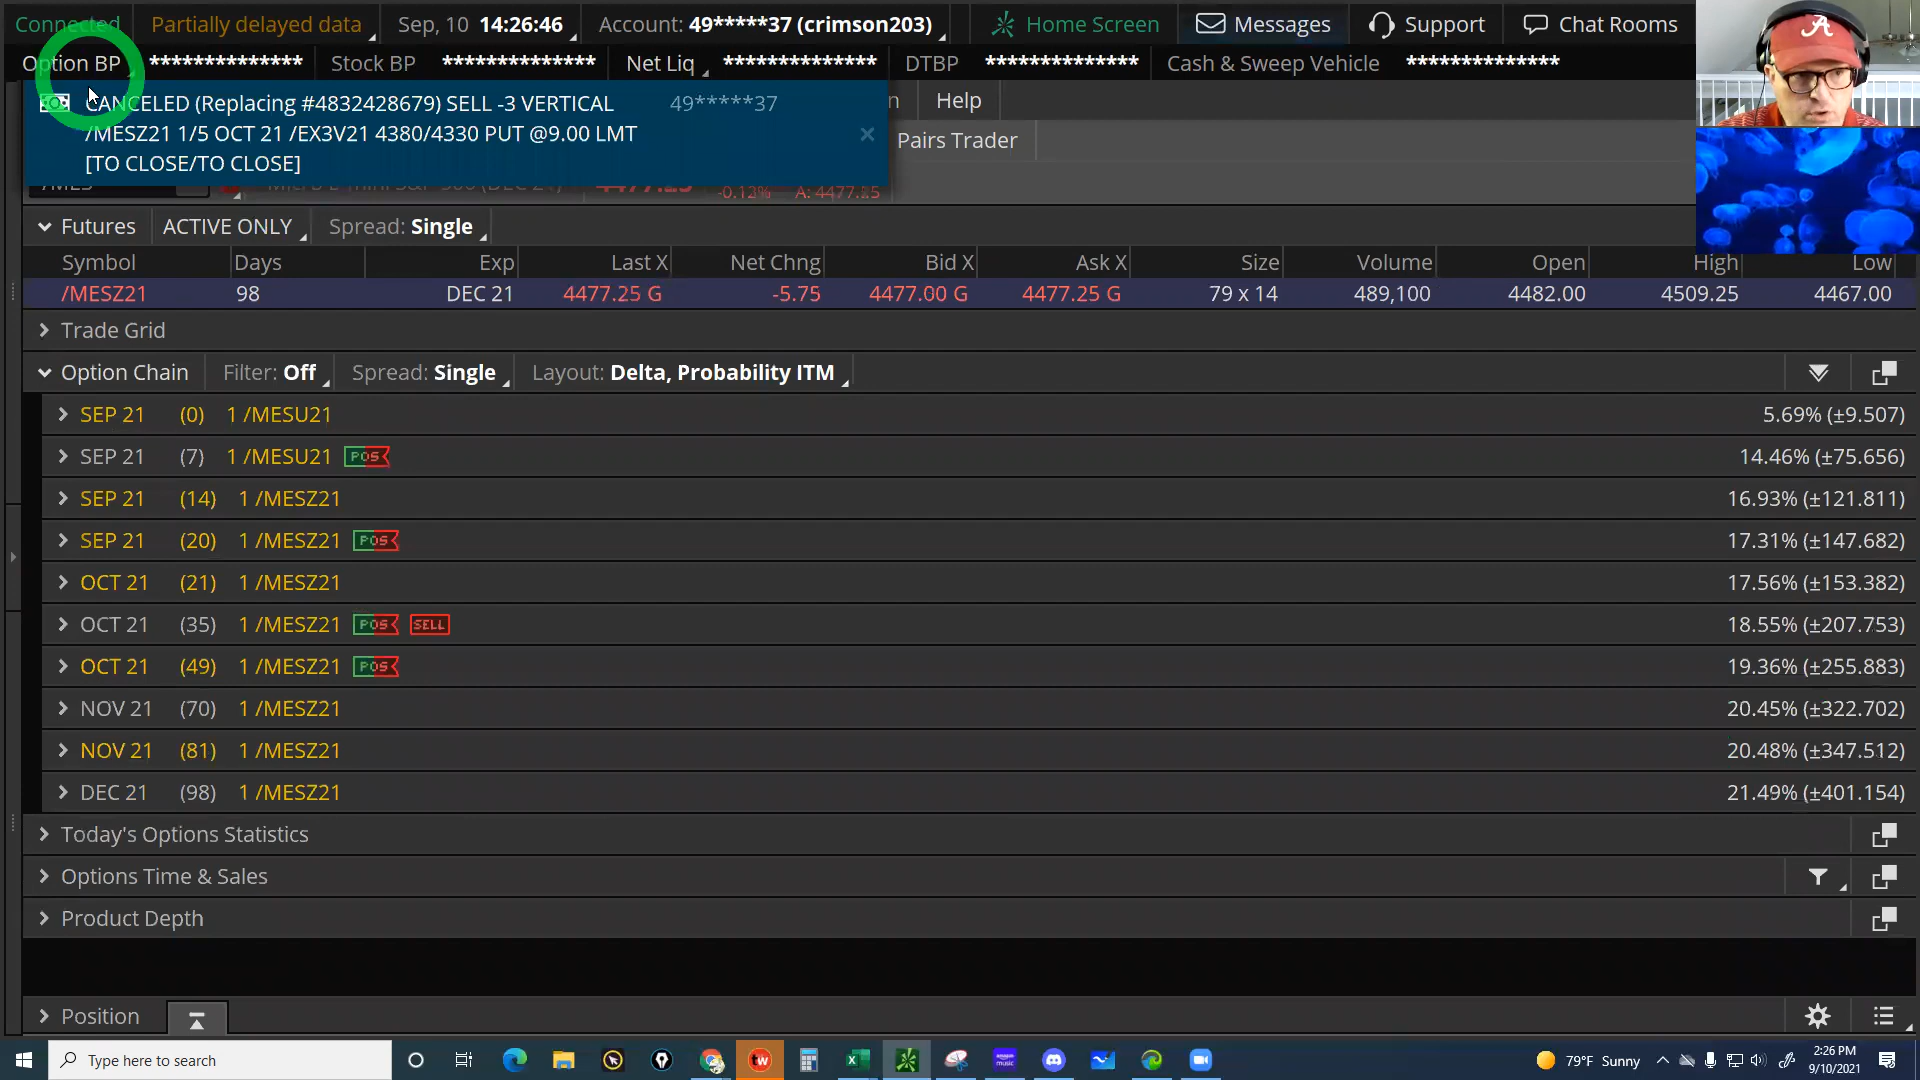 Connected Partially delayed data Sep, 10 14:26:46 Account: 49*****37 (crimson203) Home Screen Messages Support Chat Rooms
Option BP ************** Stock BP ************** Net Liq ************** DTBP ************** Cash & Sweep Vehicle **************
CANCELED (Replacing #4832428679) SELL -3 VERTICAL 49*****37 Help
/MESZ21 1/5 OCT 21 /EX3V21 4380/4330 PUT @9.00 LMT Pairs Trader
[TO CLOSE/TO CLOSE]
4477.25 -0.12% A: 4477.25
Futures ACTIVE ONLY Spread: Single
Symbol Days Exp Last X Net Chng Bid X Ask X Size Volume Open High Low
/MESZ21 98 DEC 21 4477.25 G -5.75 4477.00 G 4477.25 G 79 x 14 489,100 4482.00 4509.25 4467.00
Trade Grid
Option Chain Filter: Off Spread: Single Layout: Delta, Probability ITM
SEP 21 (0) 1 /MESU21 5.69% (±9.507)
SEP 21 (7) 1 /MESU21 POS 14.46% (±75.656)
SEP 21 (14) 1 /MESZ21 16.93% (±121.811)
SEP 21 (20) 1 /MESZ21 POS 17.31% (±147.682)
OCT 21 (21) 1 /MESZ21 17.56% (±153.382)
OCT 21 (35) 1 /MESZ21 POS SELL 18.55% (±207.753)
OCT 21 (49) 1 /MESZ21 POS 19.36% (±255.883)
NOV 21 (70) 1 /MESZ21 20.45% (±322.702)
NOV 21 (81) 1 /MESZ21 20.48% (±347.512)
DEC 21 (98) 1 /MESZ21 21.49% (±401.154)
Today's Options Statistics
Options Time & Sales
Product Depth
Position
Type here to search 79°F Sunny 2:26 PM
9/10/2021